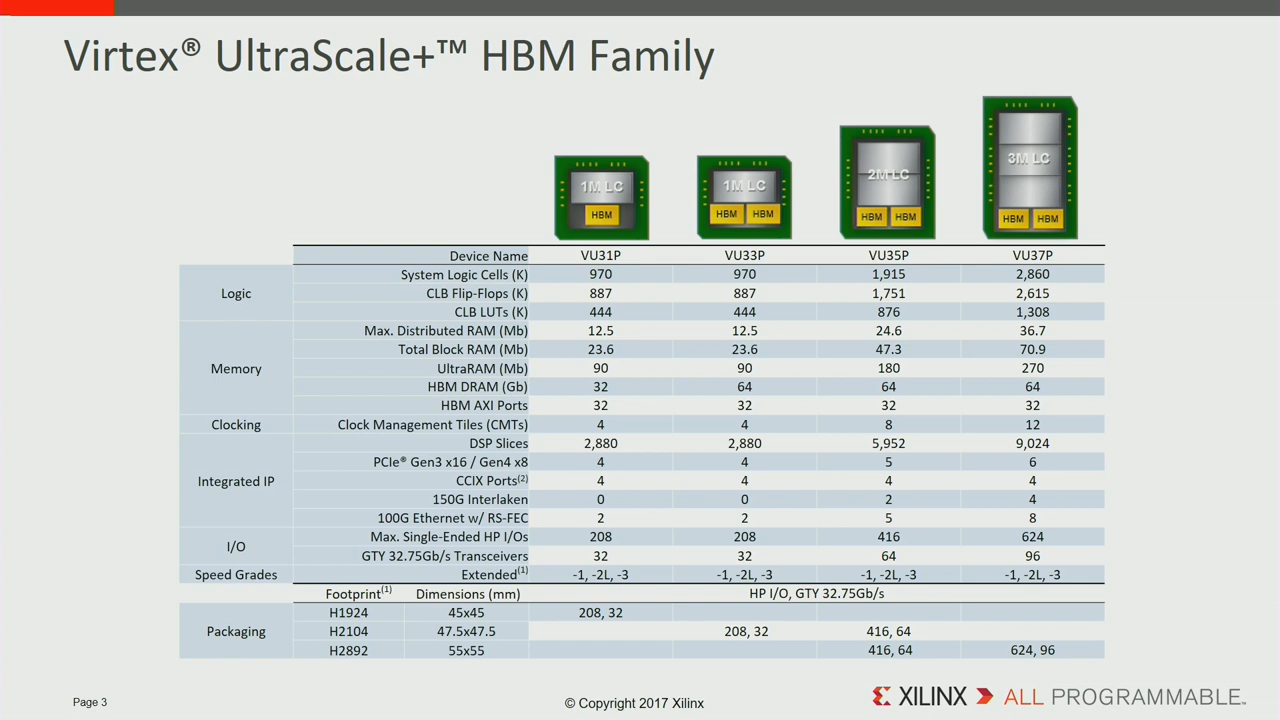 Virtex® UltraScale+™ HBM Family
1M LC
HBM
1M LC
HBM HBM
2M LC
HBM HBM
3M LC
HBM HBM
Device Name VU31P VU33P VU35P VU37P
Logic
System Logic Cells (K) 970 970 1,915 2,860
CLB Flip-Flops (K) 887 887 1,751 2,615
CLB LUTs (K) 444 444 876 1,308
Memory
Max. Distributed RAM (Mb) 12.5 12.5 24.6 36.7
Total Block RAM (Mb) 23.6 23.6 47.3 70.9
UltraRAM (Mb) 90 90 180 270
HBM DRAM (Gb) 32 64 64 64
HBM AXI Ports 32 32 32 32
Clocking Clock Management Tiles (CMTs) 4 4 8 12
Integrated IP
DSP Slices 2,880 2,880 5,952 9,024
PCIe® Gen3 x16 / Gen4 x8 4 4 5 6
CCIX Ports(2) 4 4 4 4
150G Interlaken 0 0 2 4
100G Ethernet w/ RS-FEC 2 2 5 8
I/O
Max. Single-Ended HP I/Os 208 208 416 624
GTY 32.75Gb/s Transceivers 32 32 64 96
Speed Grades Extended(1) -1, -2L, -3 -1, -2L, -3 -1, -2L, -3 -1, -2L, -3
Footprint(1) Dimensions (mm) HP I/O, GTY 32.75Gb/s
Packaging
H1924 45x45 208, 32
H2104 47.5x47.5 208, 32 416, 64
H2892 55x55 416, 64 624, 96
Page 3
© Copyright 2017 Xilinx
XILINX ALL PROGRAMMABLE™